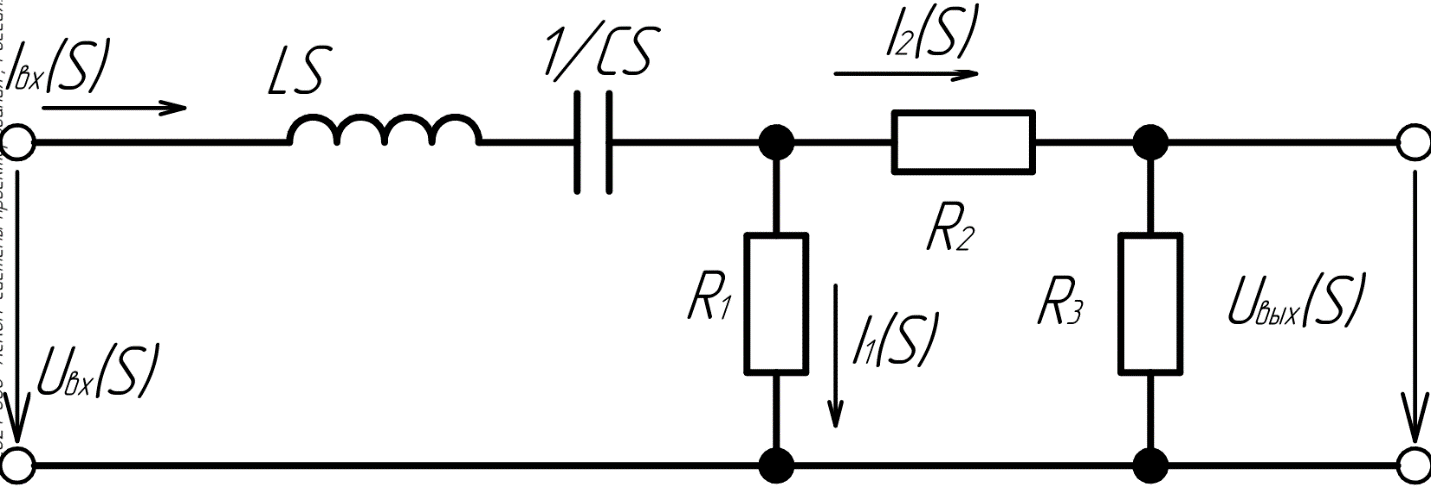 Iвх(S)
LS
1/CS
I2(S)
R2
R1
I1(S)
R3
Uвых(S)
Uвх(S)